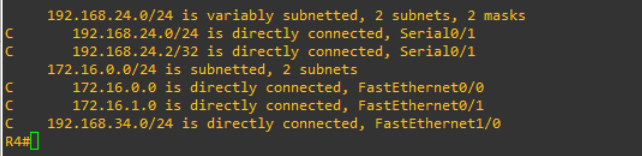 192.168.24.0/24 is variably subnetted, 2 subnets, 2 masks
C 192.168.24.0/24 is directly connected, Serial0/1
C 192.168.24.2/32 is directly connected, Serial0/1
172.16.0.0/24 is subnetted, 2 subnets
C 172.16.0.0 is directly connected, FastEthernet0/0
C 172.16.1.0 is directly connected, FastEthernet0/1
C 192.168.34.0/24 is directly connected, FastEthernet1/0
R4#